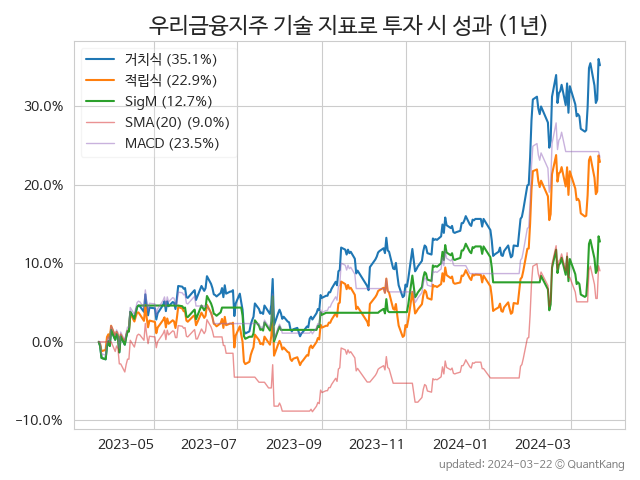 우리금융지주 기술 지표로 투자 시 성과 (1년)
거치식 (35.1%)
적립식 (22.9%)
SigM (12.7%)
SMA(20) (9.0%)
MACD (23.5%)
30.0%
20.0%
10.0%
0.0%
−10.0%
2023-05 2023-07 2023-09 2023-11 2024-01 2024-03
updated: 2024-03-22 © QuantKang